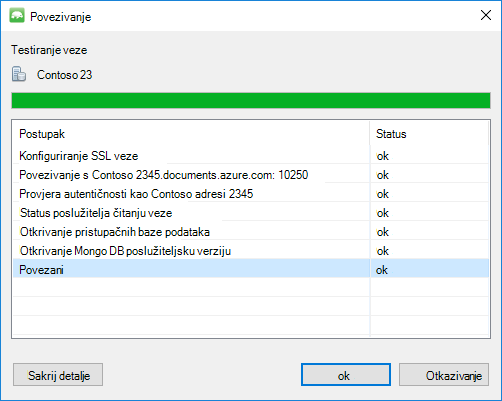 Povezivanje
Testiranje veze
Contoso 23
Postupak Status
Konfiguriranje SSL veze ok
Povezivanje s Contoso 2345.documents.azure.com: 10250 ok
Provjera autentičnosti kao Contoso adresi 2345 ok
Status poslužitelja čitanju veze ok
Otkrivanje pristupačnih baze podataka ok
Otkrivanje Mongo DB poslužiteljsku verziju ok
Povezani ok
Sakrij detalje ok Otkazivanje